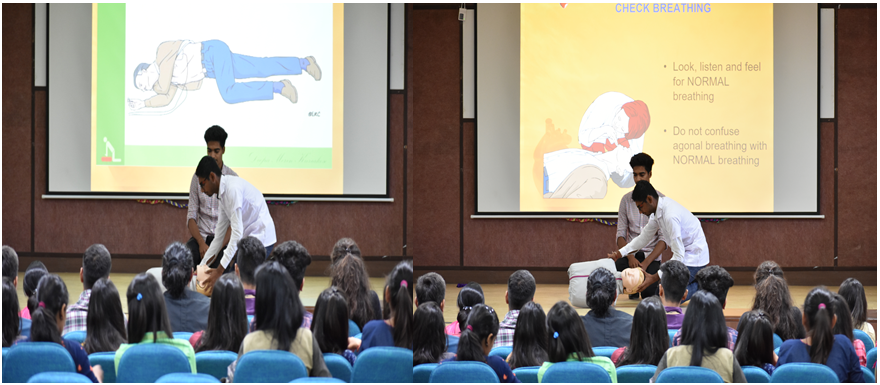 CHECK BREATHING
• Look, listen and feel
for NORMAL
breathing
• Do not confuse
agonal breathing with
NORMAL breathing